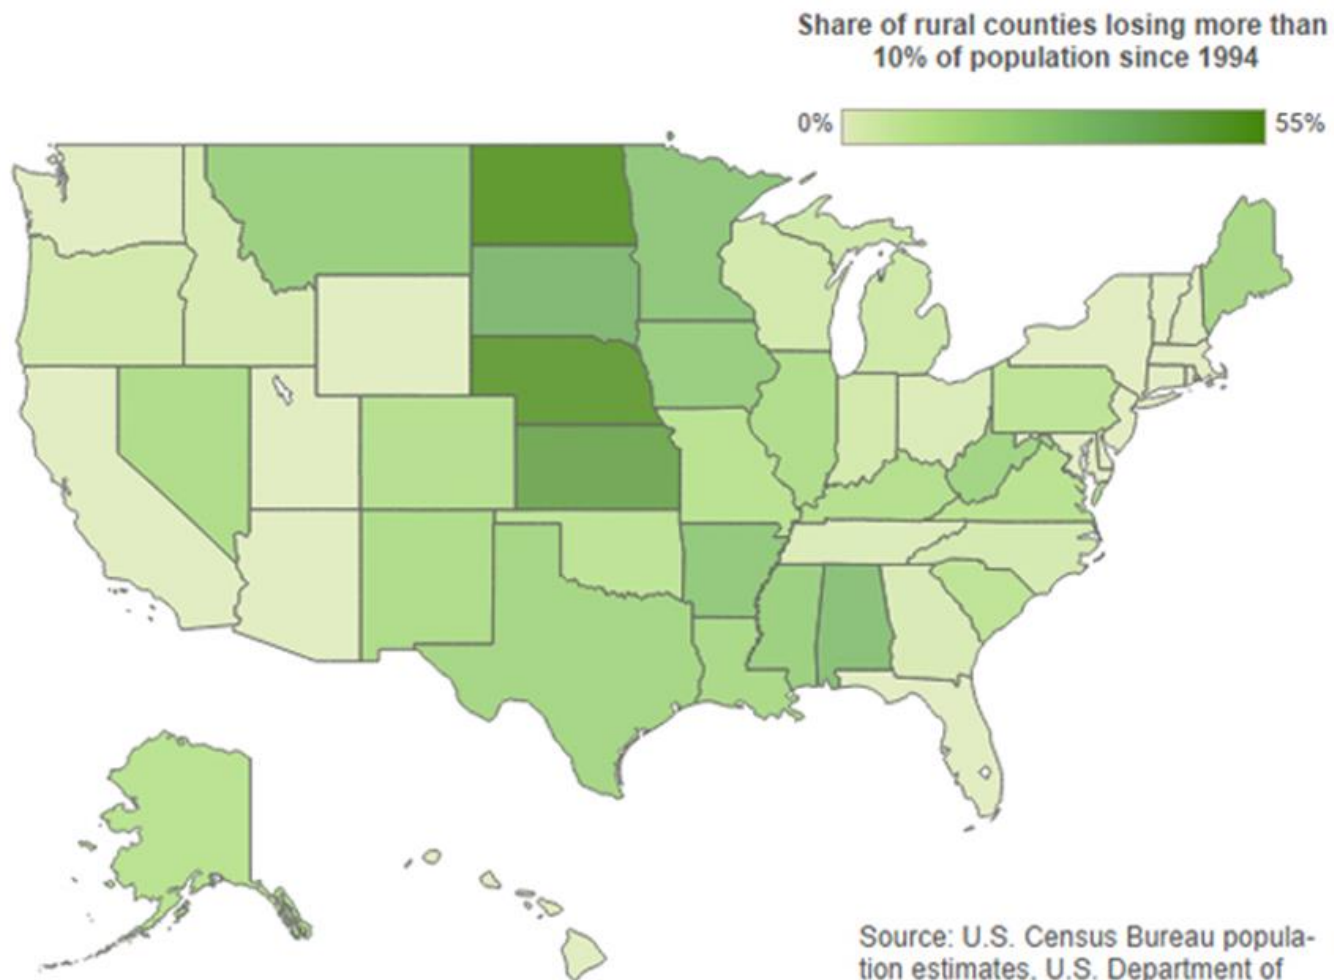 Share of rural counties losing more than
10% of population since 1994
0% 55%
Source: U.S. Census Bureau popula-
tion estimates, U.S. Department of